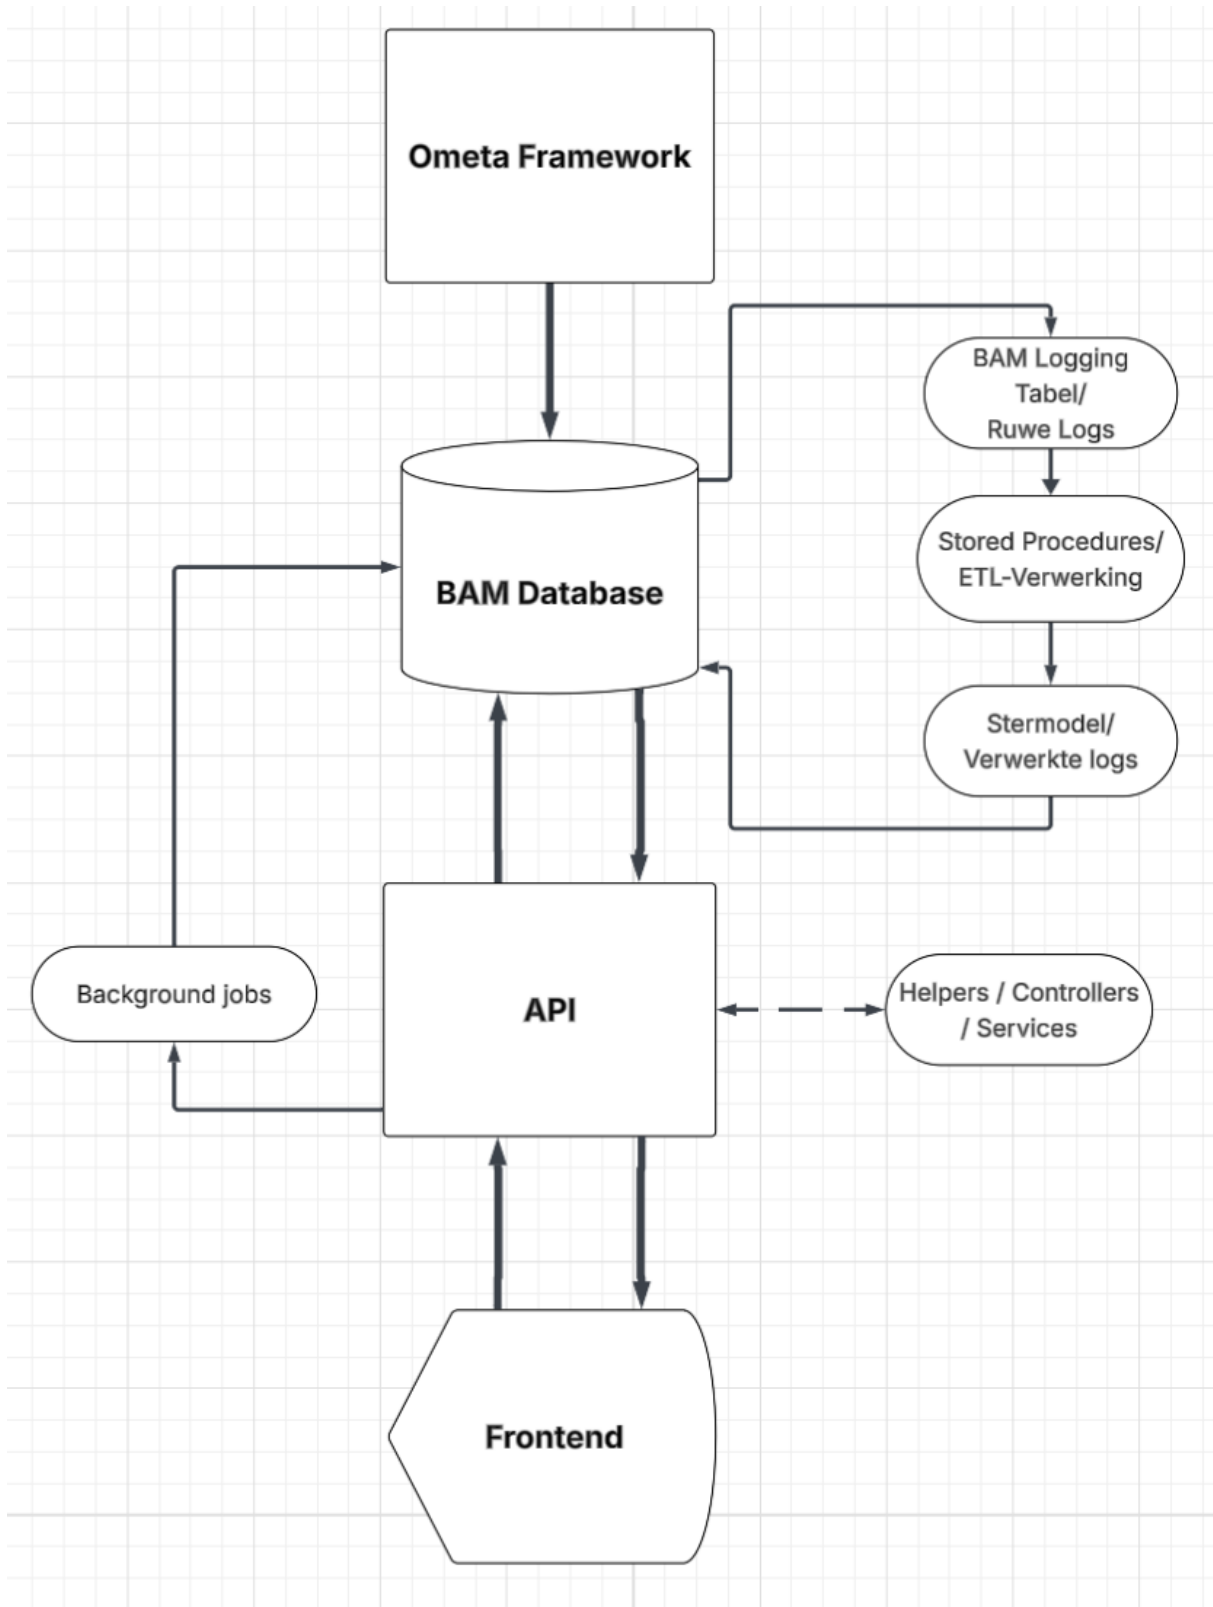 Ometa Framework
BAM Logging
Tabel/
Ruwe Logs
Stored Procedures/
ETL-Verwerking
BAM Database
Stermodel/
Verwerkte logs
Background jobs
API
Helpers / Controllers
/ Services
Frontend